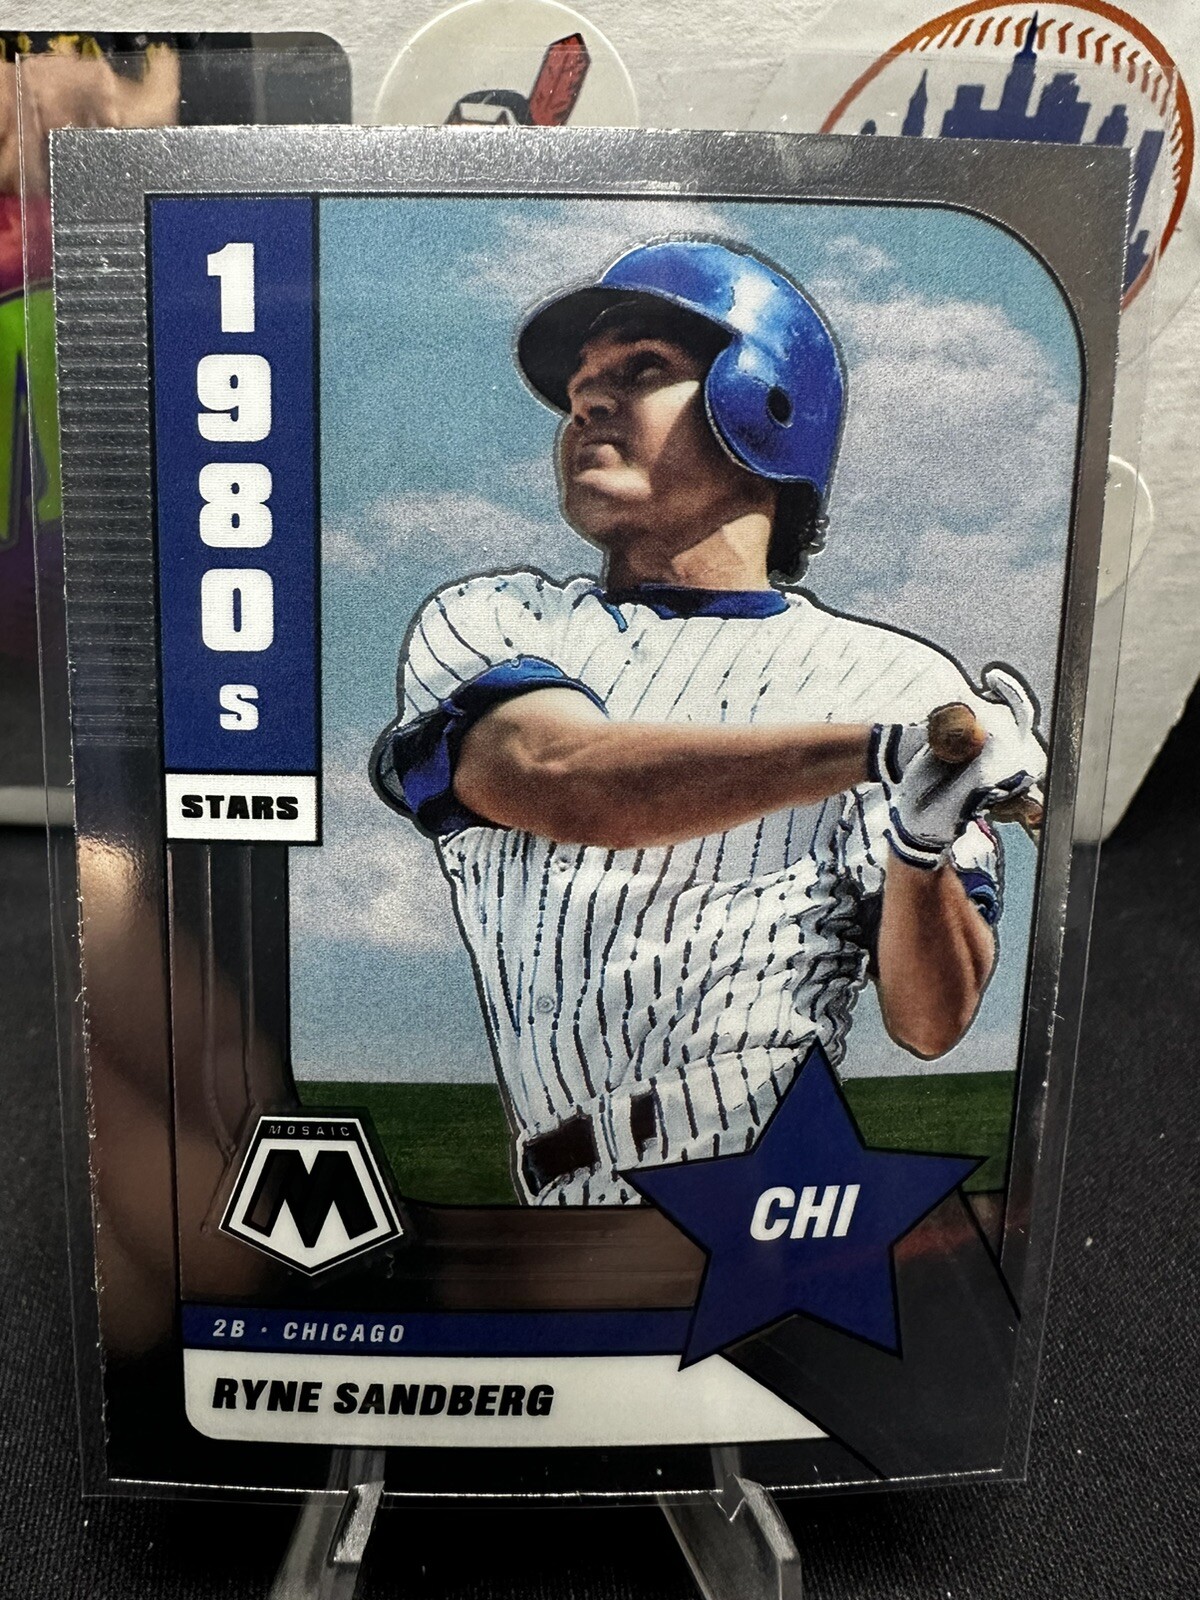 1980s
STARS
MOSAIC
M
CHI
2B · CHICAGO
RYNE SANDBERG